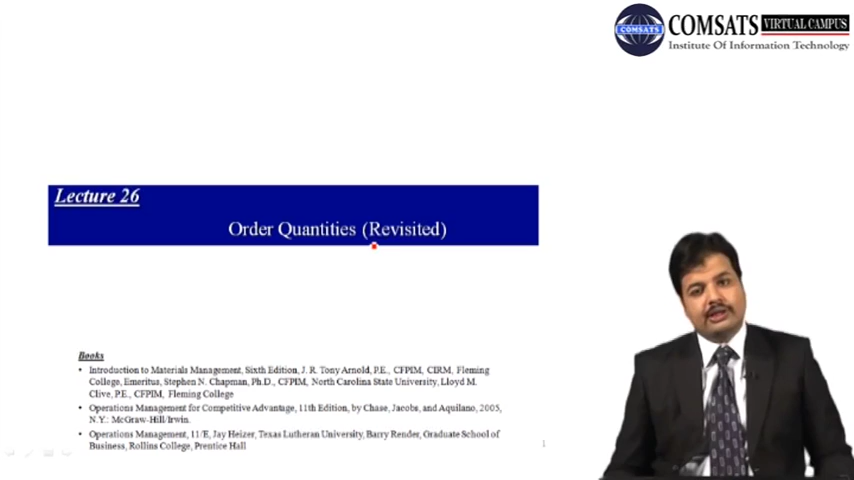 COMSATS VIRTUAL CAMPUS
COMSATS
Institute Of Information Technology
Lecture 26
Order Quantities (Revisited)
Books
• Introduction to Materials Management, Sixth Edition, J. R. Tony Arnold, P.E., CFPIM, CIRM, Fleming
College, Emeritus, Stephen N. Chapman, Ph.D., CFPIM, North Carolina State University, Lloyd M.
Clive, P.E., CFPIM, Fleming College
• Operations Management for Competitive Advantage, 11th Edition, by Chase, Jacobs, and Aquilano, 2005,
N.Y.: McGraw-Hill/Irwin.
• Operations Management, 11/E, Jay Heizer, Texas Lutheran University, Barry Render, Graduate School of
Business, Rollins College, Prentice Hall
1